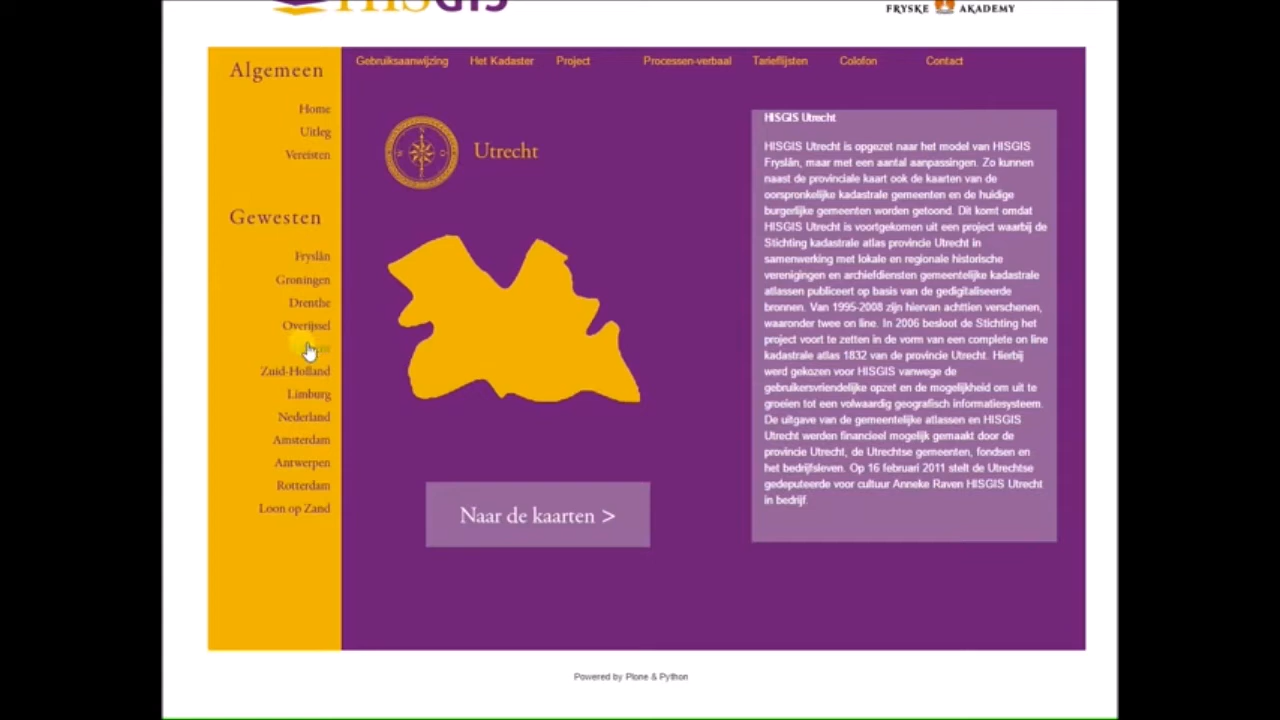 HISGIS
FRYSKE AKADEMY
Gebruiksaanwijzing Het Kadaster Project Processen-verbaal Tarieflijsten Colofon Contact
Algemeen
Home
Uitleg
Vereisten
Gewesten
Fryslân
Groningen
Drenthe
Overijssel
Zuid-Holland
Limburg
Nederland
Amsterdam
Antwerpen
Rotterdam
Loon op Zand
N
Utrecht
Naar de kaarten >
HISGIS Utrecht
HISGIS Utrecht is opgezet naar het model van HISGIS
Fryslân, maar met een aantal aanpassingen. Zo kunnen
naast de provinciale kaart ook de kaarten van de
oorspronkelijke kadastrale gemeenten en de huidige
burgerlijke gemeenten worden getoond. Dit komt omdat
HISGIS Utrecht is voortgekomen uit een project waarbij de
Stichting kadastrale atlas provincie Utrecht in
samenwerking met lokale en regionale historische
verenigingen en archiefdiensten gemeentelijke kadastrale
atlassen publiceert op basis van de gedigitaliseerde
bronnen. Van 1995-2008 zijn hiervan achttien verschenen,
waaronder twee on line. In 2006 besloot de Stichting het
project voort te zetten in de vorm van een complete on line
kadastrale atlas 1832 van de provincie Utrecht. Hierbij
werd gekozen voor HISGIS vanwege de
gebruikersvriendelijke opzet en de mogelijkheid om uit te
groeien tot een volwaardig geografisch informatiesysteem.
De uitgave van de gemeentelijke atlassen en HISGIS
Utrecht werden financieel mogelijk gemaakt door de
provincie Utrecht, de Utrechtse gemeenten, fondsen en
het bedrijfsleven. Op 16 februari 2011 stelt de Utrechtse
gedeputeerde voor cultuur Anneke Raven HISGIS Utrecht
in bedrijf.
Powered by Plone & Python